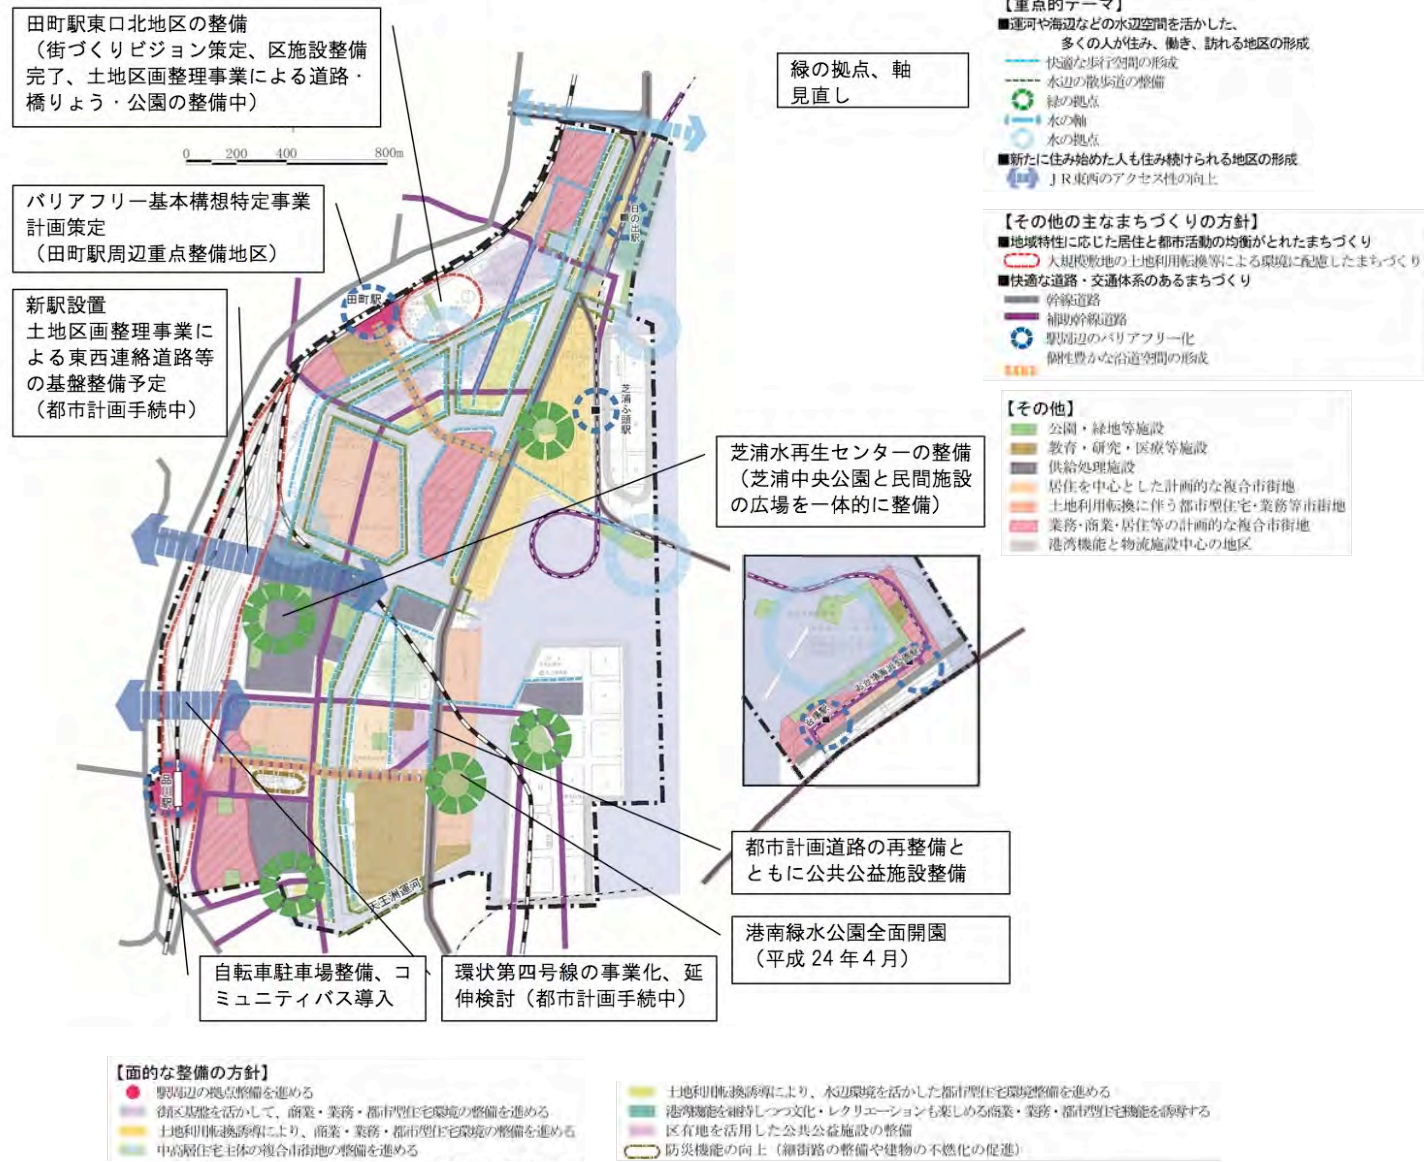 田町駅東口北地区の整備
（街づくりビジョン策定、区施設整備
完了、土地区画整理事業による道路・
橋りょう・公園の整備中）
0 200 400 800m
バリアフリー基本構想特定事業
計画策定
（田町駅周辺重点整備地区）
新駅設置
土地区画整理事業に
よる東西連絡道路等
の基盤整備予定
（都市計画手続中）
緑の拠点、軸
見直し
田町駅
日の出駅
芝浦ふ頭駅
芝浦水再生センターの整備
（芝浦中央公園と民間施設
の広場を一体的に整備）
お台場海浜公園駅
台場駅
品川駅
天王洲運河
都市計画道路の再整備と
ともに公共公益施設整備
港南緑水公園全面開園
（平成24年４月）
自転車駐車場整備、コ
ミュニティバス導入
環状第四号線の事業化、延
伸検討（都市計画手続中）
【重点的テーマ】
■運河や海辺などの水辺空間を活かした、
多くの人が住み、働き、訪れる地区の形成
快適な歩行空間の形成
水辺の散歩道の整備
緑の拠点
水の軸
水の拠点
■新たに住み始めた人も住み続けられる地区の形成
ＪＲ東西のアクセス性の向上
【その他の主なまちづくりの方針】
■地域特性に応じた居住と都市活動の均衡がとれたまちづくり
大規模敷地の土地利用転換等による環境に配慮したまちづくり
■快適な道路・交通体系のあるまちづくり
幹線道路
補助幹線道路
駅周辺のバリアフリー化
個性豊かな沿道空間の形成
【その他】
公園・緑地等施設
教育・研究・医療等施設
供給処理施設
居住を中心とした計画的な複合市街地
土地利用転換に伴う都市型住宅・業務等市街地
業務・商業・居住等の計画的な複合市街地
港湾機能と物流施設中心の地区
【面的な整備の方針】
駅周辺の拠点整備を進める
街区基盤を活かして、商業・業務・都市型住宅環境の整備を進める
土地利用転換誘導により、商業・業務・都市型住宅環境の整備を進める
中高層住宅主体の複合市街地の整備を進める
土地利用転換誘導により、水辺環境を活かした都市型住宅環境整備を進める
港湾機能を維持しつつ文化・レクリエーションも楽しめる商業・業務・都市型住宅機能を誘導する
区有地を活用した公共公益施設の整備
防災機能の向上（細街路の整備や建物の不燃化の促進）